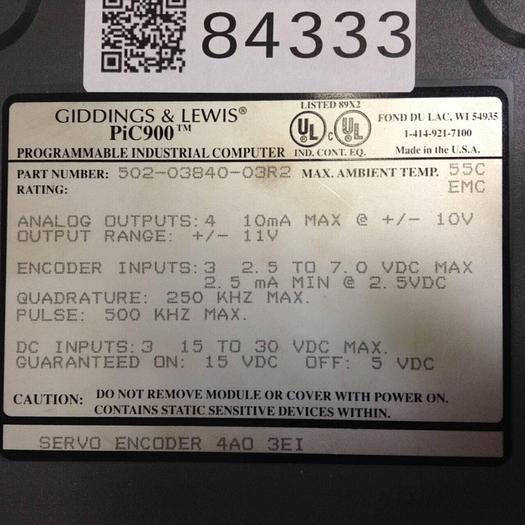 84333
GIDDINGS & LEWIS®
PiC900™
PROGRAMMABLE INDUSTRIAL COMPUTER
LISTED 89X2
UL c UL
IND. CONT. EQ.
FOND DU LAC, WI 54935
1-414-921-7100
Made in the U.S.A.
PART NUMBER: 502-03840-03R2 MAX. AMBIENT TEMP. 55C
RATING: EMC
ANALOG OUTPUTS: 4 10mA MAX @ +/- 10V
OUTPUT RANGE: +/- 11V
ENCODER INPUTS: 3 2.5 TO 7.0 VDC MAX
2.5 mA MIN @ 2.5VDC
QUADRATURE: 250 KHZ MAX.
PULSE: 500 KHZ MAX.
DC INPUTS: 3 15 TO 30 VDC MAX.
GUARANTEED ON: 15 VDC OFF: 5 VDC
CAUTION: DO NOT REMOVE MODULE OR COVER WITH POWER ON.
CONTAINS STATIC SENSITIVE DEVICES WITHIN.
SERVO ENCODER 4AO 3EI